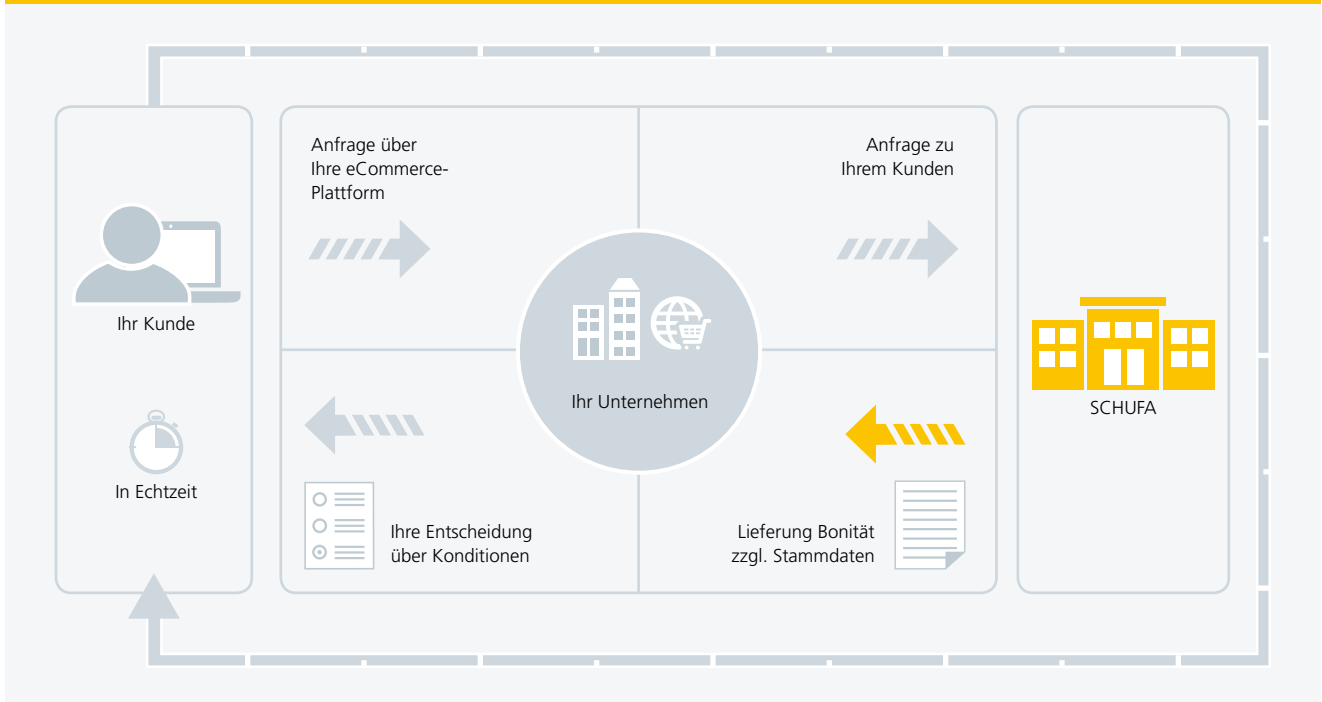 Anfrage über
Ihre eCommerce-
Plattform
Anfrage zu
Ihrem Kunden
Ihr Kunde
Ihr Unternehmen
SCHUFA
In Echtzeit
Ihre Entscheidung
über Konditionen
Lieferung Bonität
zzgl. Stammdaten